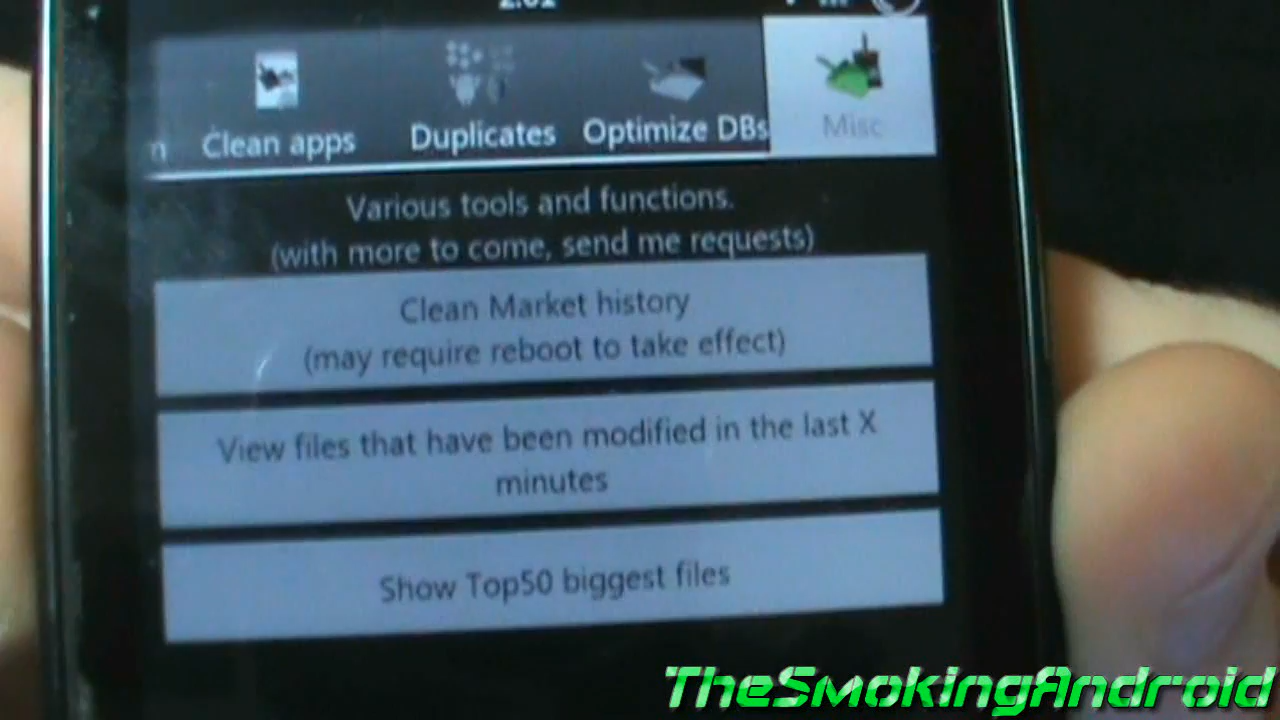 Clean apps
Duplicates
Optimize DBs
Misc
Various tools and functions.
(with more to come, send me requests)
Clean Market history
(may require reboot to take effect)
View files that have been modified in the last X
minutes
Show Top50 biggest files
TheSmokingAndroid